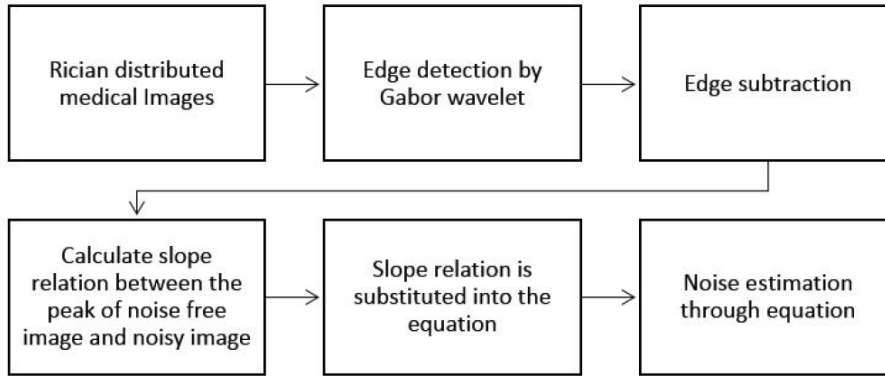 Rician distributed
medical Images
Edge detection by
Gabor wavelet
Edge subtraction
Calculate slope
relation between the
peak of noise free
image and noisy image
Slope relation is
substituted into the
equation
Noise estimation
through equation